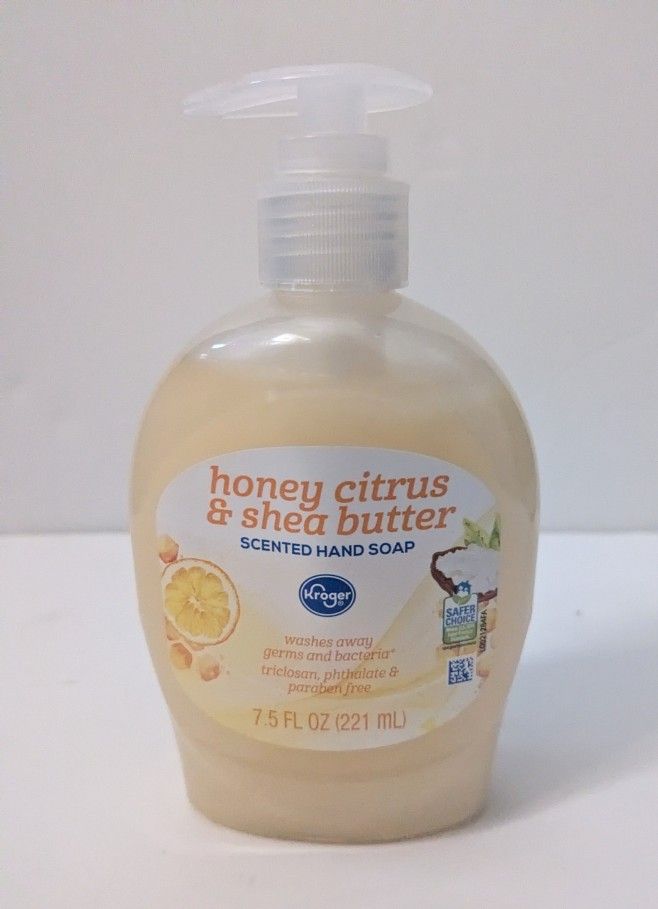 honey citrus
& shea butter
SCENTED HAND SOAP
Kroger®
washes away
germs and bacteria*
triclosan, phthalate &
paraben free
7.5 FL OZ (221 mL)
SAFER
CHOICE